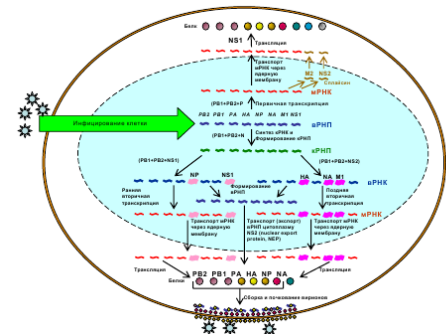 Белки
NS1
Трансляция
Транспорт
мРНК через
ядерную
мембрану
M2
NS2
Сплайсинг
мРНК
(PB1+PB2+P
Первичная транскрипция
PB2 PB1 PA HA NP NA M1 NS1
Инфицирование клетки
вРНП
(PB1+PB2+N
Синтез кРНК и
Формирование кРНП
кРНП
(PB1+PB2+NS1)
(PB1+PB2+NS2)
NP
NS1
HA
NA
M1
вРНК
Ранняя
вторичная
транскрипция
Формирование
вРНП
Поздняя
вторичная
транскрипция
мРНК
Транспорт мРНК
через ядерную
мембрану
Транспорт (экспорт)
вРНП в цитоплазму
NS2 (nuclear export
protein, NEP)
Транспорт мРНК
через ядерную
мембрану
Трансляция
Трансляция
Белки
PB2 PB1 PA HA NP NA
Сборка и почкование вирионов